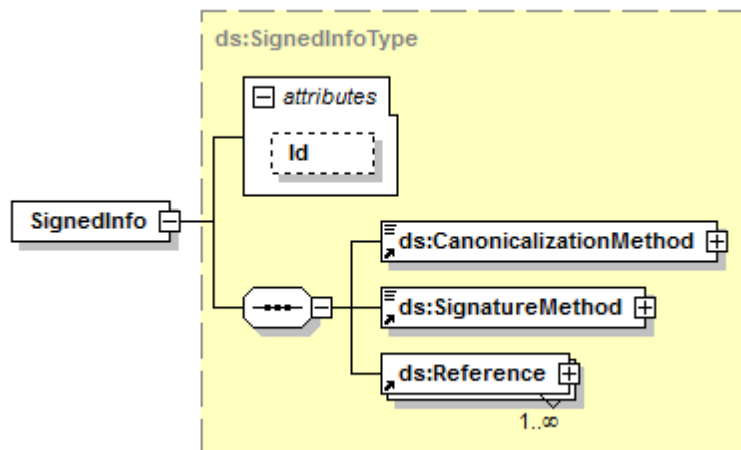 ds:SignedInfoType
attributes
Id
SignedInfo
ds:CanonicalizationMethod
ds:SignatureMethod
ds:Reference
1..∞